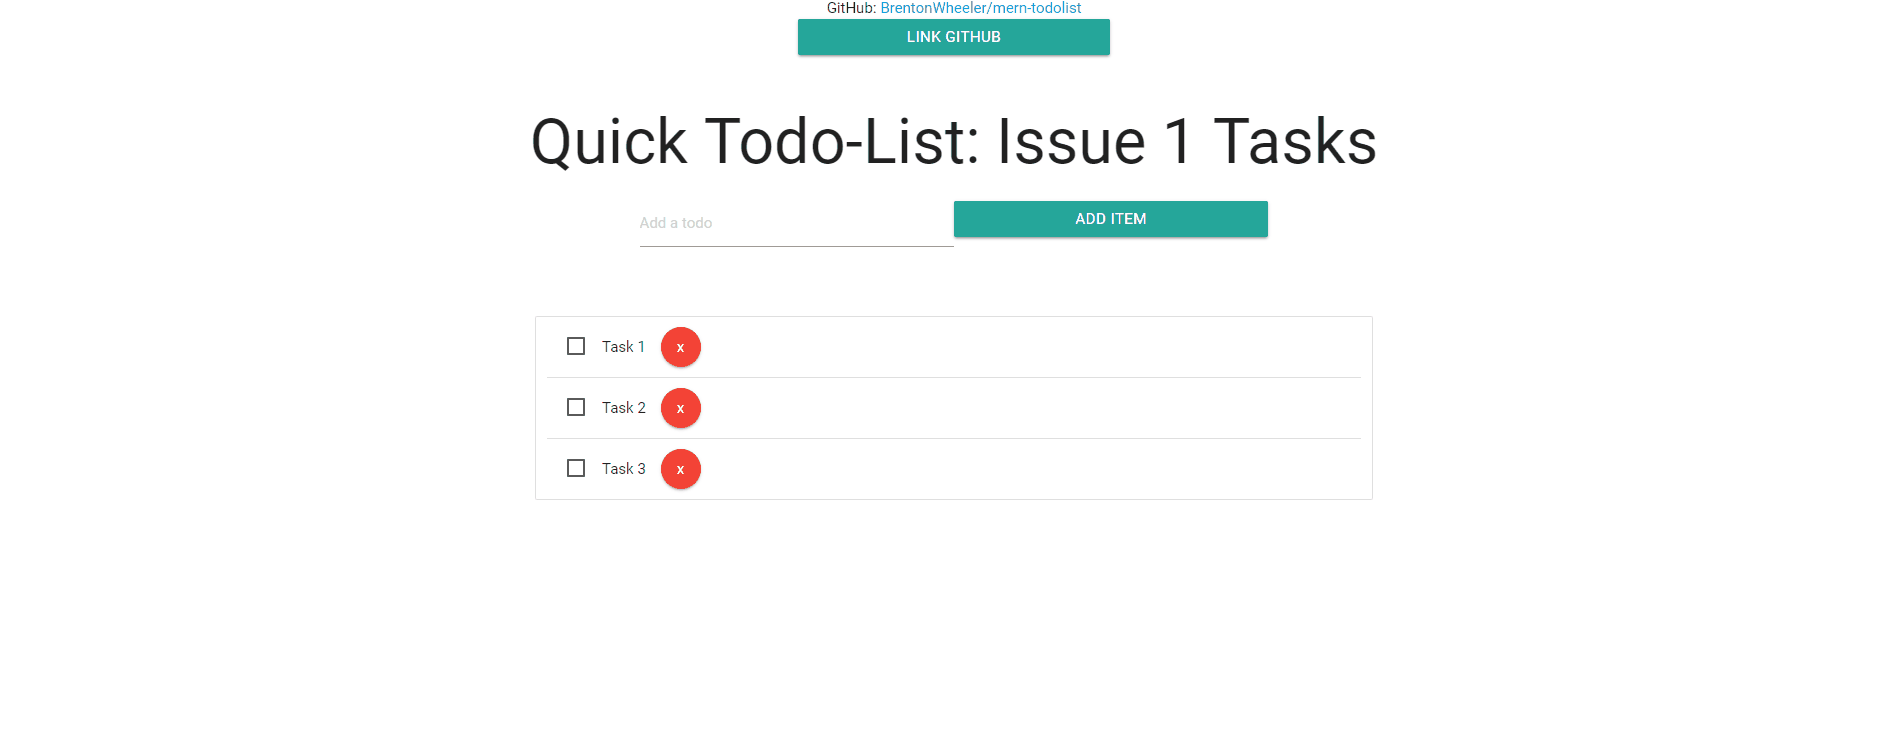 GitHub: BrentonWheeler/mern-todolist
LINK GITHUB
Quick Todo-List: Issue 1 Tasks
Add a todo
ADD ITEM
Task 1 x
Task 2 x
Task 3 x